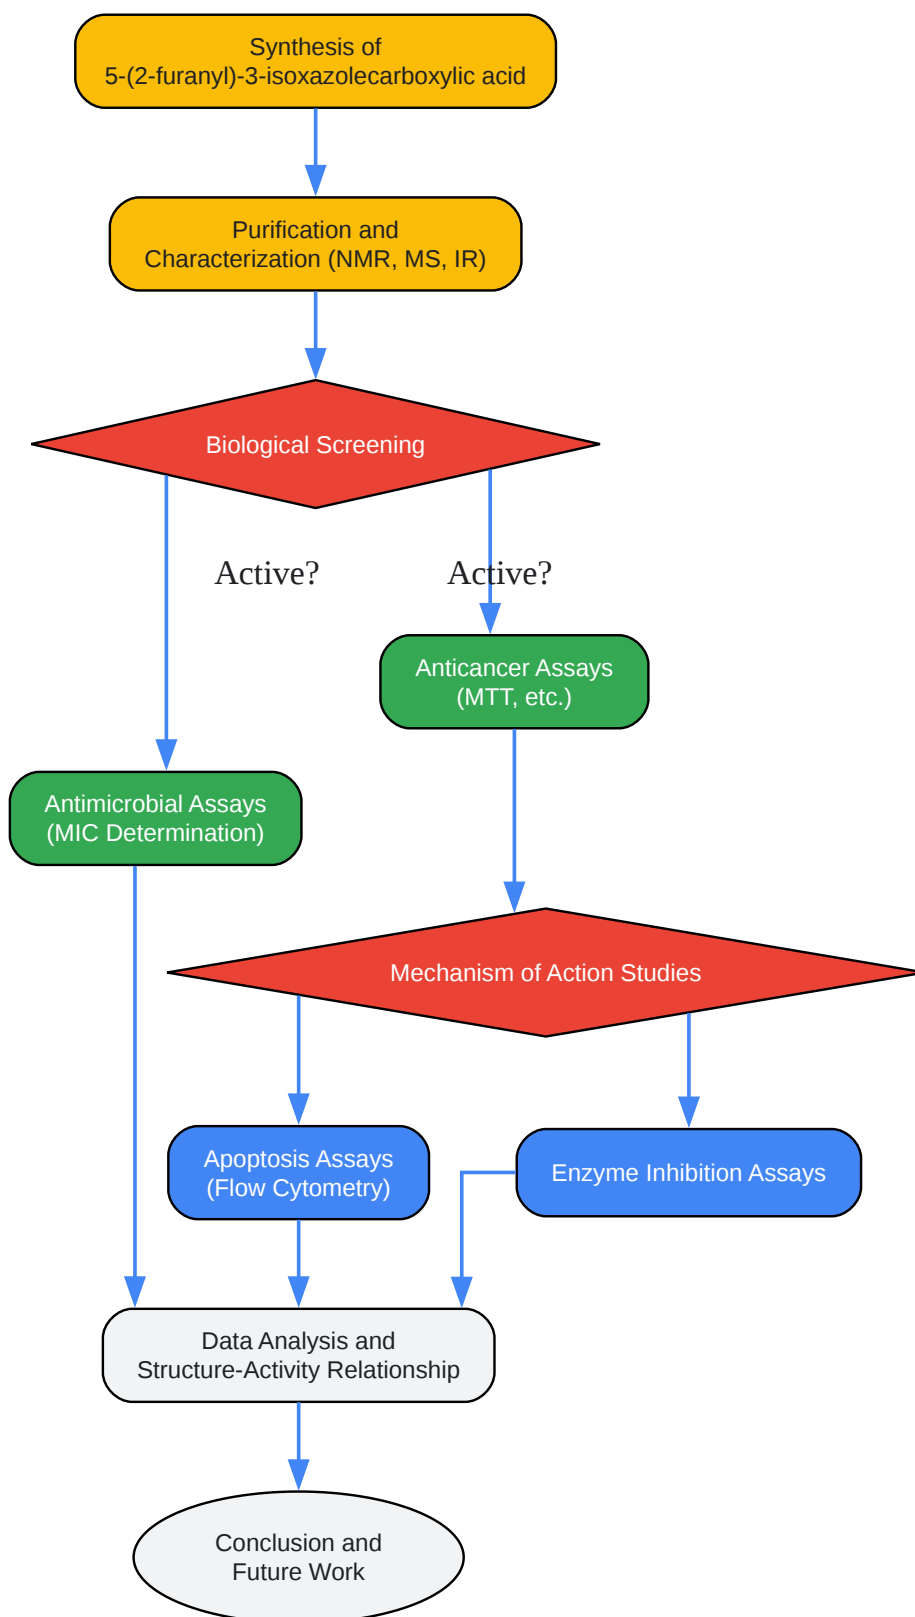 Synthesis of
5-(2-furanyl)-3-isoxazolecarboxylic acid
Purification and
Characterization (NMR, MS, IR)
Biological Screening
Active?
Active?
Anticancer Assays
(MTT, etc.)
Antimicrobial Assays
(MIC Determination)
Mechanism of Action Studies
Apoptosis Assays
(Flow Cytometry)
Enzyme Inhibition Assays
Data Analysis and
Structure-Activity Relationship
Conclusion and
Future Work